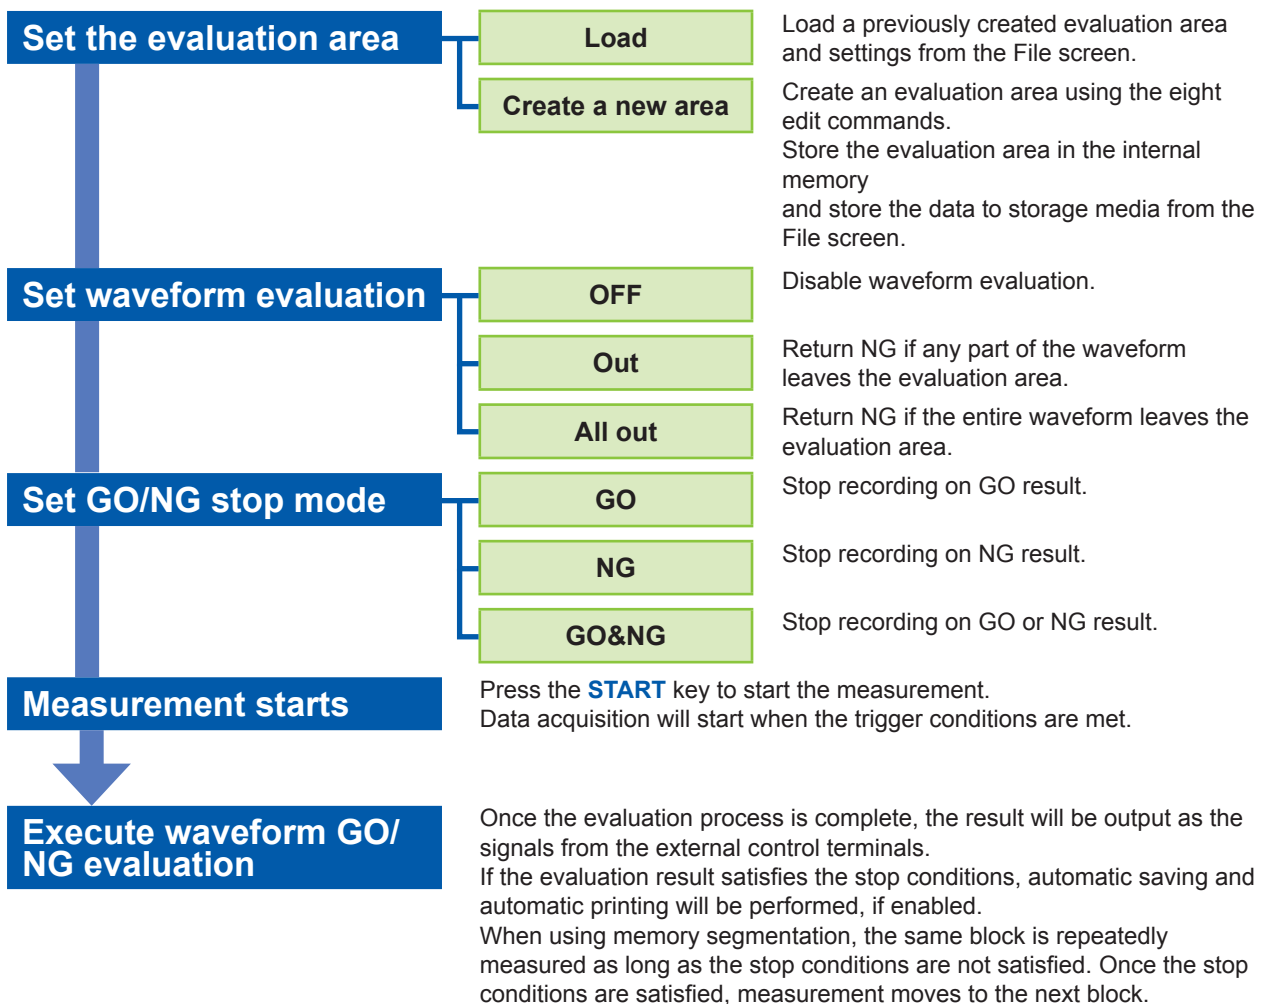 Set the evaluation area
Load
Load a previously created evaluation area
and settings from the File screen.
Create a new area
Create an evaluation area using the eight
edit commands.
Store the evaluation area in the internal
memory
and store the data to storage media from the
File screen.
Set waveform evaluation
OFF
Disable waveform evaluation.
Out
Return NG if any part of the waveform
leaves the evaluation area.
All out
Return NG if the entire waveform leaves the
evaluation area.
Set GO/NG stop mode
GO
Stop recording on GO result.
NG
Stop recording on NG result.
GO&NG
Stop recording on GO or NG result.
Measurement starts
Press the START key to start the measurement.
Data acquisition will start when the trigger conditions are met.
Execute waveform GO/
NG evaluation
Once the evaluation process is complete, the result will be output as the
signals from the external control terminals.
If the evaluation result satisfies the stop conditions, automatic saving and
automatic printing will be performed, if enabled.
When using memory segmentation, the same block is repeatedly
measured as long as the stop conditions are not satisfied. Once the stop
conditions are satisfied, measurement moves to the next block.